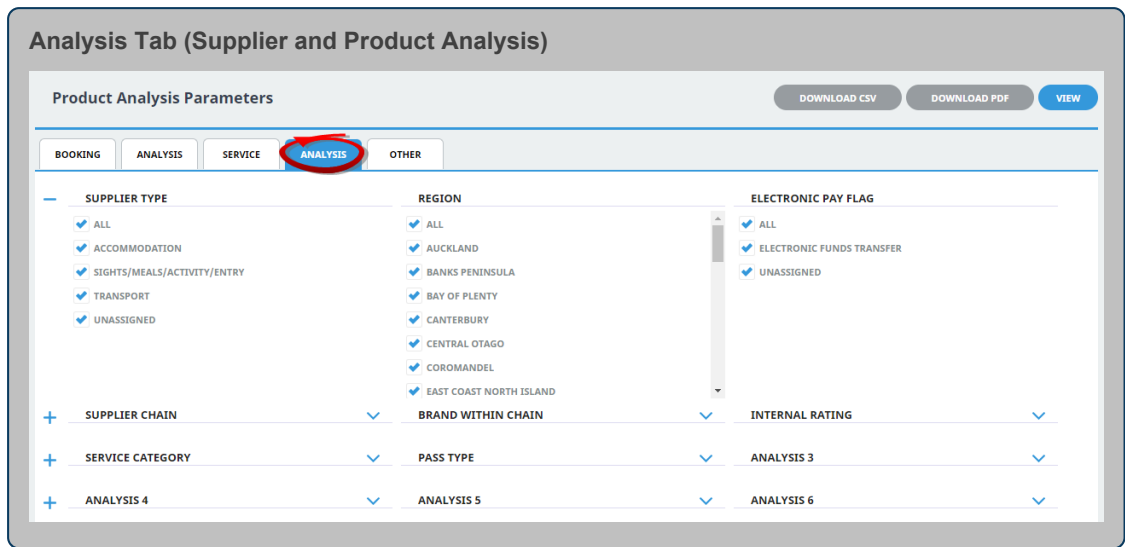 Analysis Tab (Supplier and Product Analysis)
Product Analysis Parameters
DOWNLOAD CSV
DOWNLOAD PDF
VIEW
BOOKING
ANALYSIS
SERVICE
ANALYSIS
OTHER
SUPPLIER TYPE
ALL
ACCOMMODATION
SIGHTS/MEALS/ACTIVITY/ENTRY
TRANSPORT
UNASSIGNED
REGION
ALL
AUCKLAND
BANKS PENINSULA
BAY OF PLENTY
CANTERBURY
CENTRAL OTAGO
COROMANDEL
EAST COAST NORTH ISLAND
ELECTRONIC PAY FLAG
ALL
ELECTRONIC FUNDS TRANSFER
UNASSIGNED
SUPPLIER CHAIN
BRAND WITHIN CHAIN
INTERNAL RATING
SERVICE CATEGORY
PASS TYPE
ANALYSIS 3
ANALYSIS 4
ANALYSIS 5
ANALYSIS 6